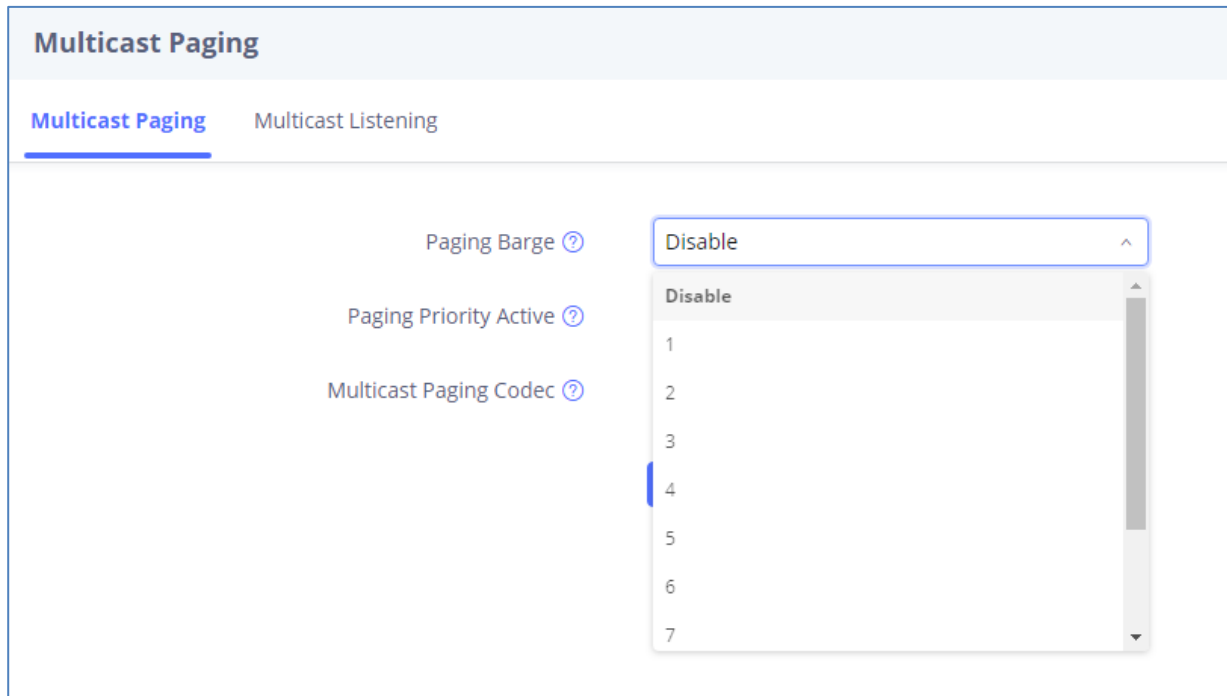 Multicast Paging
Multicast Paging Multicast Listening
Paging Barge ? Disable
Disable
Paging Priority Active ?
1
Multicast Paging Codec ?
2
3
4
5
6
7